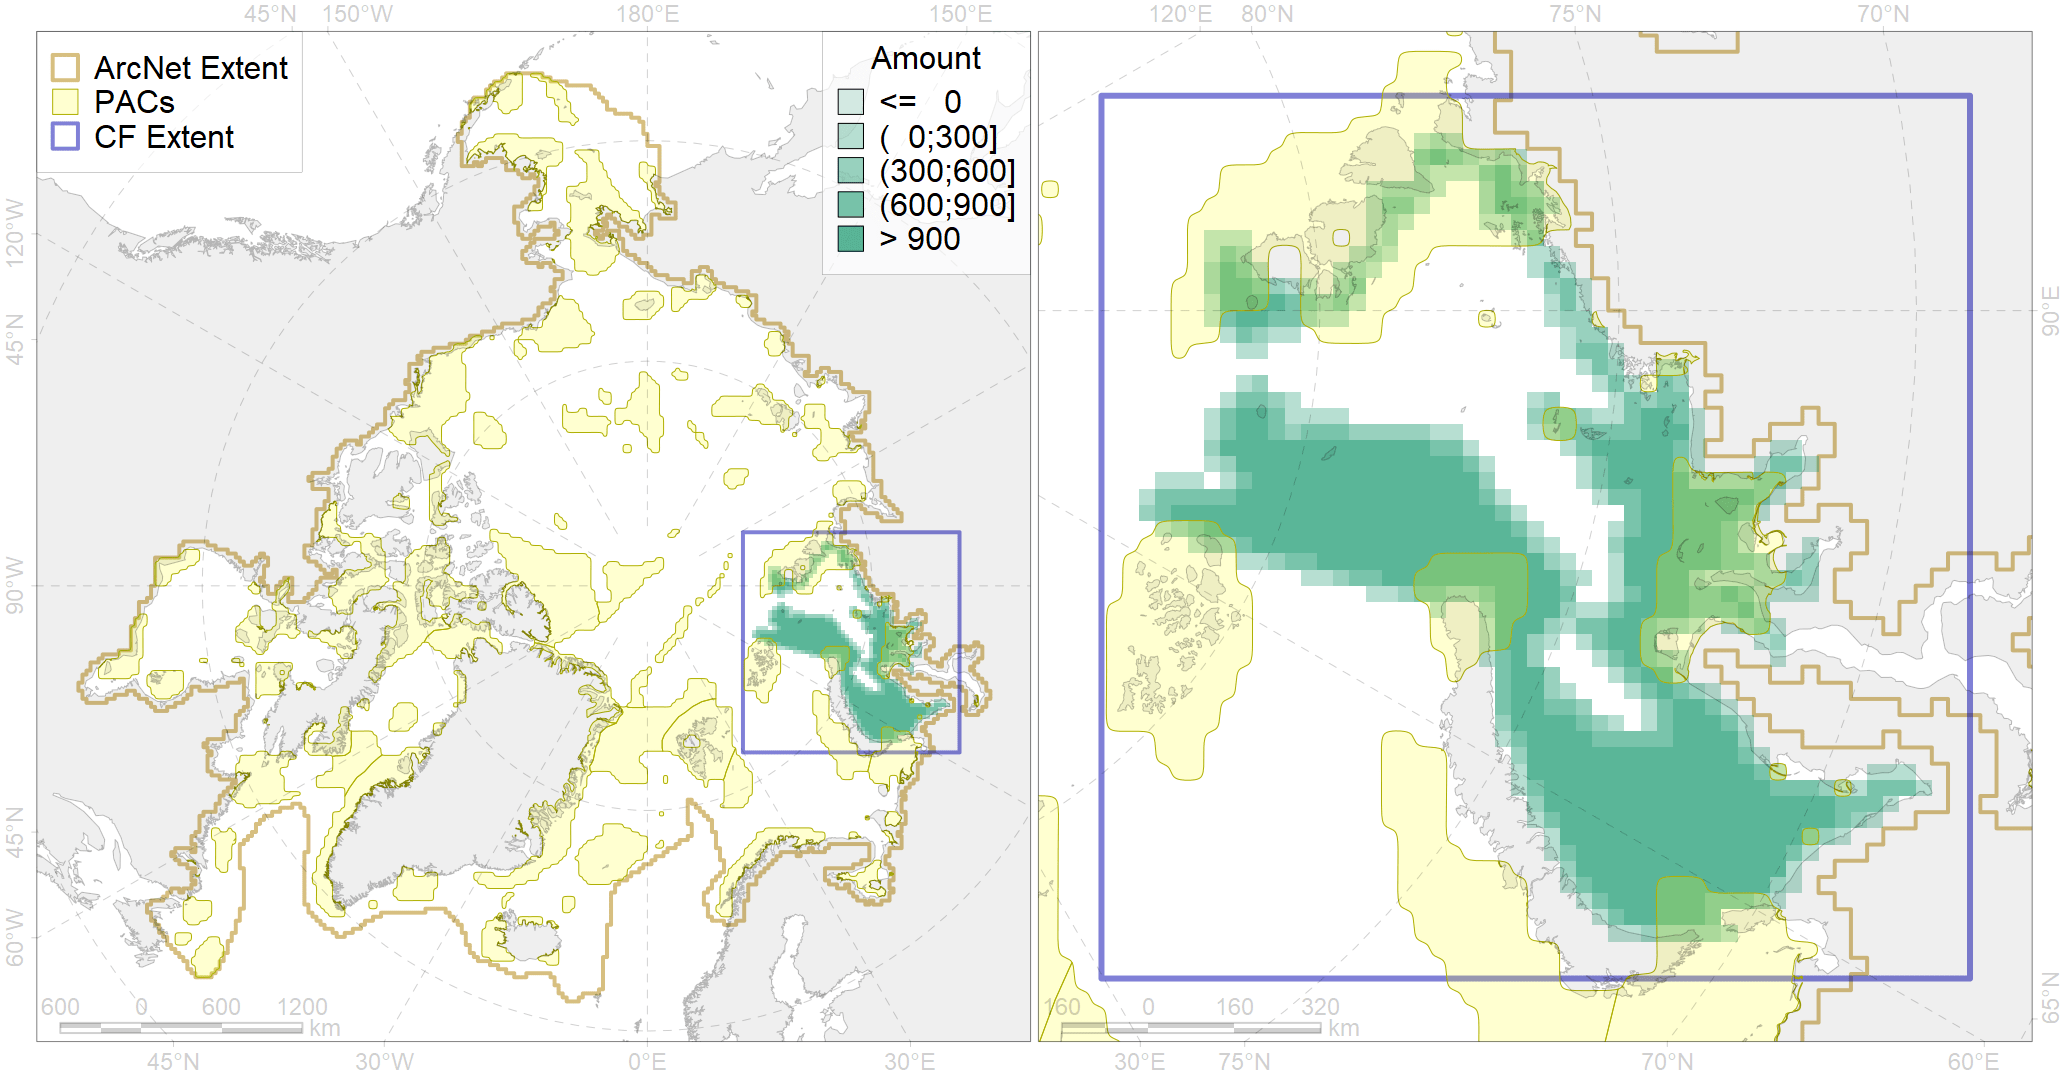 45°N 150°W 180°E 150°E 120°E 80°N 75°N 70°N
ArcNet Extent
PACs
CF Extent
Amount
<= 0
( 0;300]
(300;600]
(600;900]
> 900
120°W
45°N
90°W
45°N
60°W
90°E
65°N
600 0 600 1200
km
160 0 160 320
km
45°N 30°W 0°E 30°E 30°E 75°N 70°N 60°E